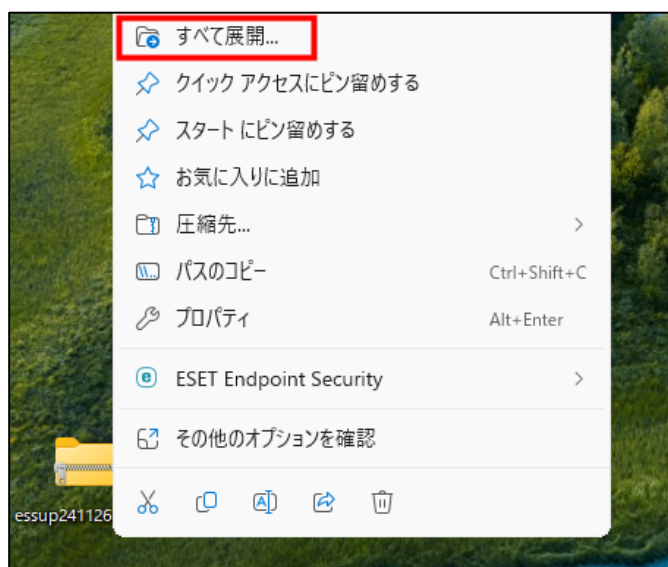 すべて展開...
クイック アクセスにピン留めする
スタート にピン留めする
お気に入りに追加
圧縮先...
パスのコピー Ctrl+Shift+C
プロパティ Alt+Enter
ESET Endpoint Security
その他のオプションを確認
essup241126